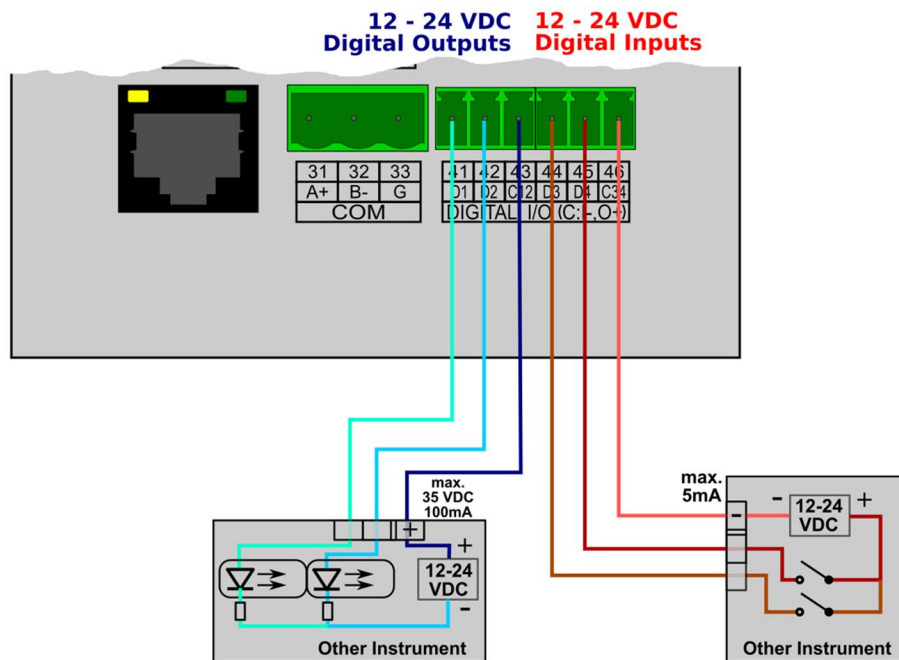 12 - 24 VDC
Digital Outputs
12 - 24 VDC
Digital Inputs
31 32 33
A+ B- G
COM
41 42 43 44 45 46
D1 D2 C12 D3 D4 C34
DIGITAL I/O (C:-,O+)
max.
35 VDC
100mA
+
+
12-24
VDC
-
Other Instrument
max.
5mA
-
-
12-24
VDC
+
Other Instrument